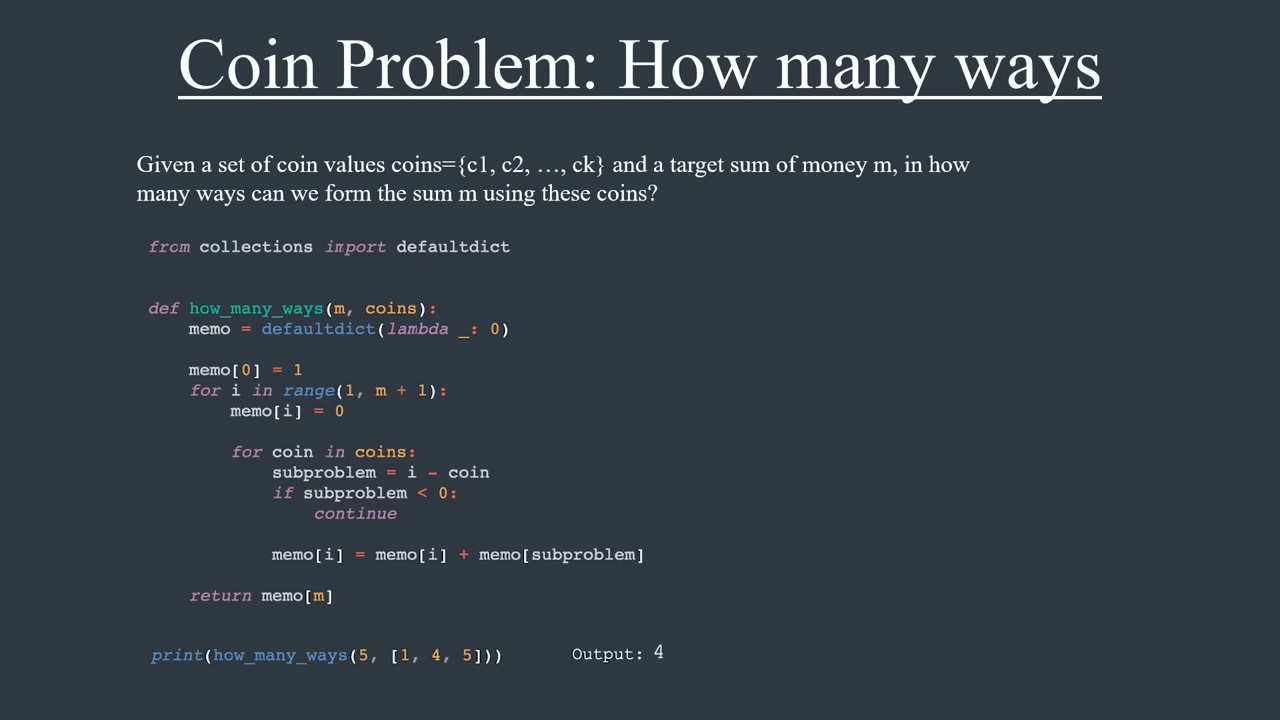 Coin Problem: How many ways
Given a set of coin values coins={c1, c2, …, ck} and a target sum of money m, in how
many ways can we form the sum m using these coins?
from collections import defaultdict
def how_many_ways(m, coins):
    memo = defaultdict(lambda _: 0)
    memo[0] = 1
    for i in range(1, m + 1):
        memo[i] = 0
        for coin in coins:
            subproblem = i - coin
            if subproblem < 0:
                continue
            memo[i] = memo[i] + memo[subproblem]
    return memo[m]
print(how_many_ways(5, [1, 4, 5])) Output: 4